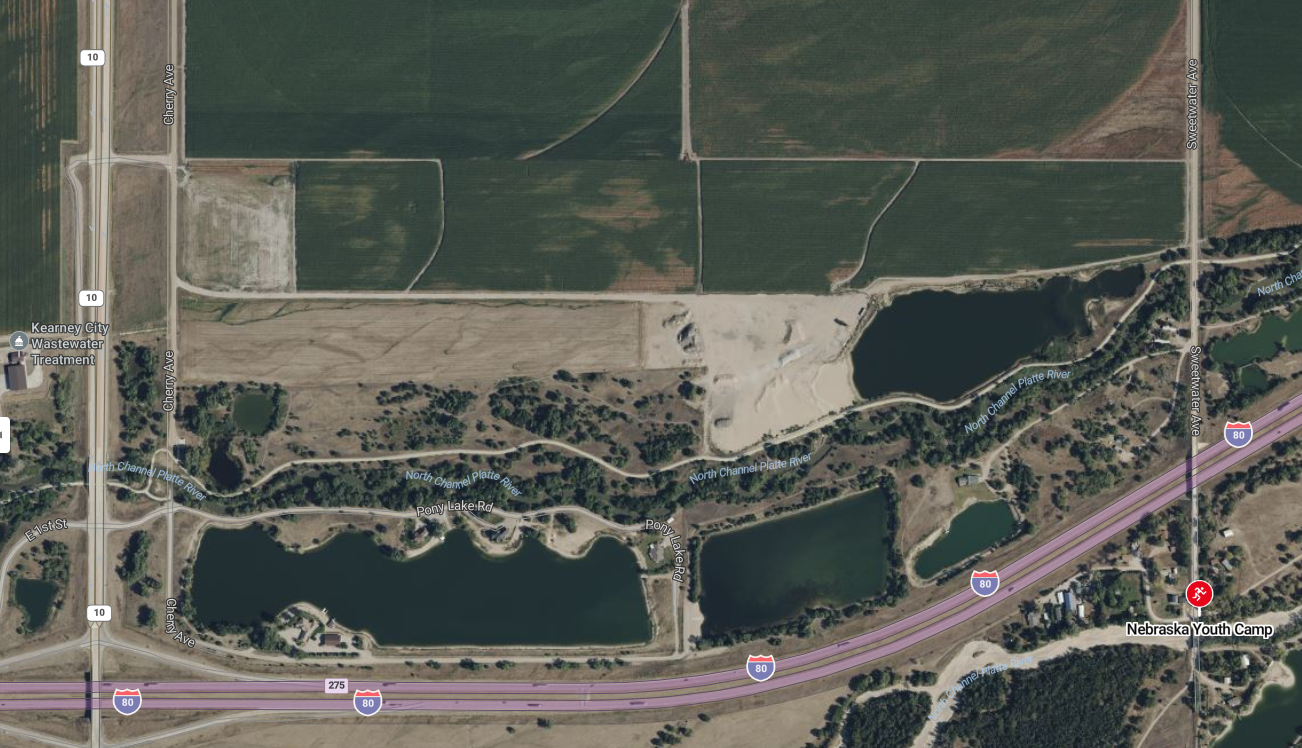 10
Cherry Ave
Sweetwater Ave
10
North Cha
Kearney City
Wastewater
Treatment
Cherry Ave
Sweetwater Ave
North Channel Platte River
80
North Channel Platte River
North Channel Platte River
North Channel Platte River
Pony Lake Rd
E 1st St
Pony Lake Rd
80
10
Cherry Ave
Nebraska Youth Camp
80
Channel Platte River
275
80
80